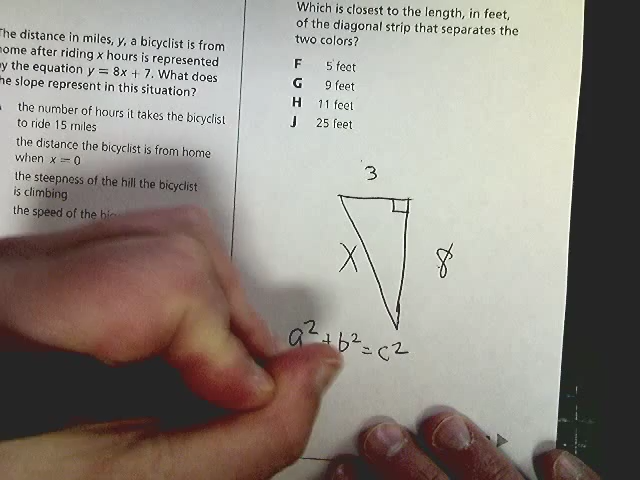 The distance in miles, y, a bicyclist is from
home after riding x hours is represented
by the equation y = 8x + 7. What does
the slope represent in this situation?
the number of hours it takes the bicyclist
to ride 15 miles
the distance the bicyclist is from home
when x = 0
the steepness of the hill the bicyclist
is climbing
the speed of the
Which is closest to the length, in feet,
of the diagonal strip that separates the
two colors?
F 5 feet
G 9 feet
H 11 feet
J 25 feet
3
X 8
a² + b² = c²